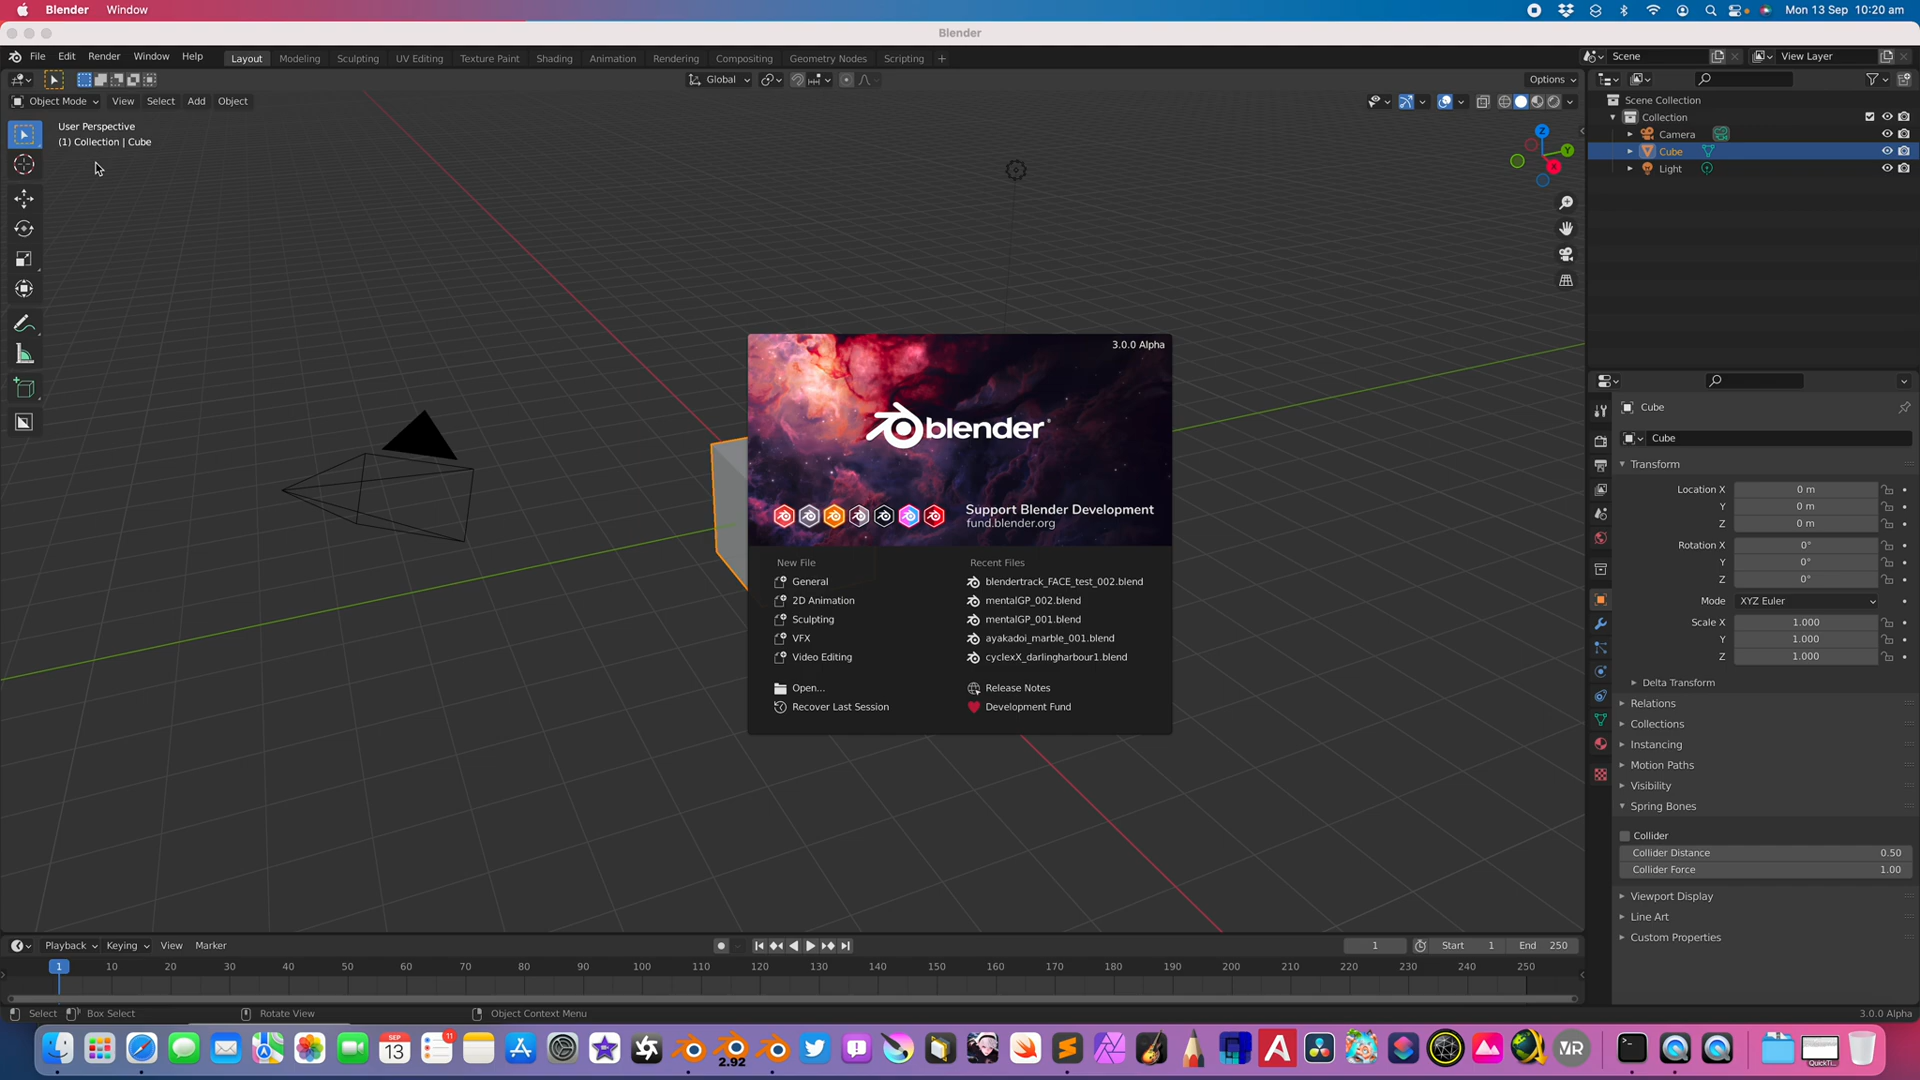 Blender Window
Mon 13 Sep 10:20 am
Blender
File Edit Render Window Help
Layout Modeling Sculpting UV Editing Texture Paint Shading Animation Rendering Compositing Geometry Nodes Scripting +
Scene
View Layer
Global
Options
Object Mode View Select Add Object
User Perspective
(1) Collection | Cube
Z
Y
X
Scene Collection
Collection
Camera
Cube
Light
3.0.0 Alpha
blender
Support Blender Development
fund.blender.org
New File
General
2D Animation
Sculpting
VFX
Video Editing
Open...
Recover Last Session
Recent Files
blendertrack_FACE_test_002.blend
mentalGP_002.blend
mentalGP_001.blend
ayakadoi_marble_001.blend
cyclexX_darlingharbour1.blend
Release Notes
Development Fund
Cube
Cube
Transform
Location X 0 m
Y 0 m
Z 0 m
Rotation X 0°
Y 0°
Z 0°
Mode XYZ Euler
Scale X 1.000
Y 1.000
Z 1.000
Delta Transform
Relations
Collections
Instancing
Motion Paths
Visibility
Spring Bones
Collider
Collider Distance 0.50
Collider Force 1.00
Viewport Display
Line Art
Custom Properties
Playback Keying View Marker
1 Start 1 End 250
1 10 20 30 40 50 60 70 80 90 100 110 120 130 140 150 160 170 180 190 200 210 220 230 240 250
Select Box Select Rotate View Object Context Menu
3.0.0 Alpha
SEP
13
11
2.92
A
VR
QuickTi...